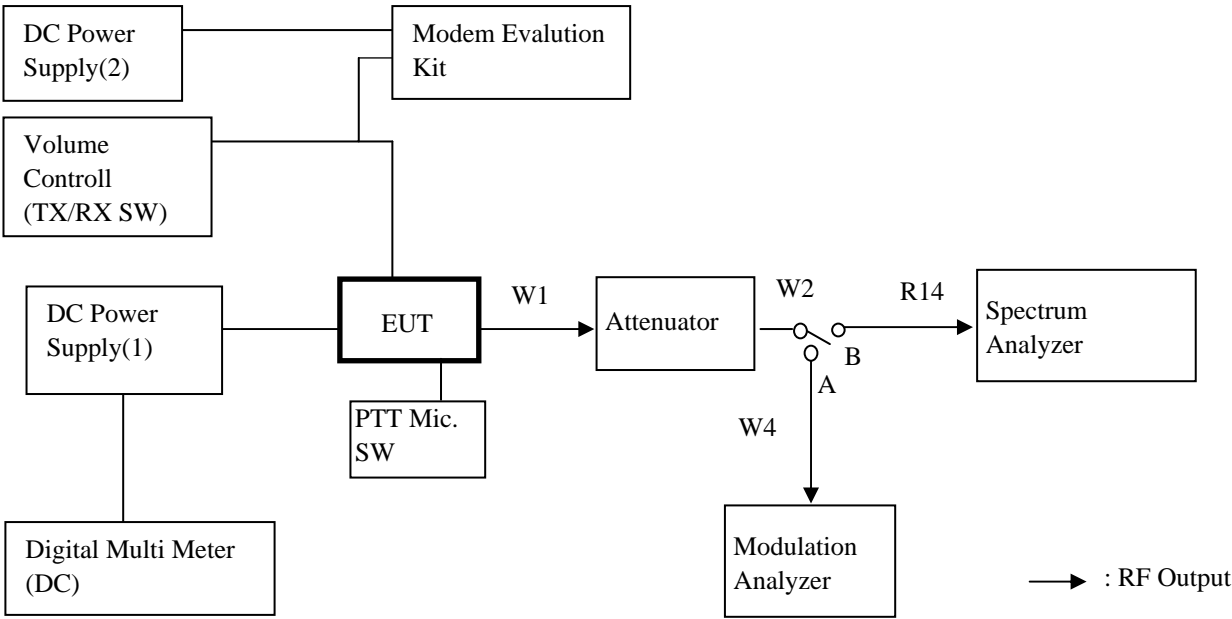 DC Power
Supply(2)
Modem Evalution
Kit
Volume
Controll
(TX/RX SW)
DC Power
Supply(1)
EUT
W1
Attenuator
W2
R14
Spectrum
Analyzer
B
A
PTT Mic.
SW
W4
Digital Multi Meter
(DC)
Modulation
Analyzer
: RF Output